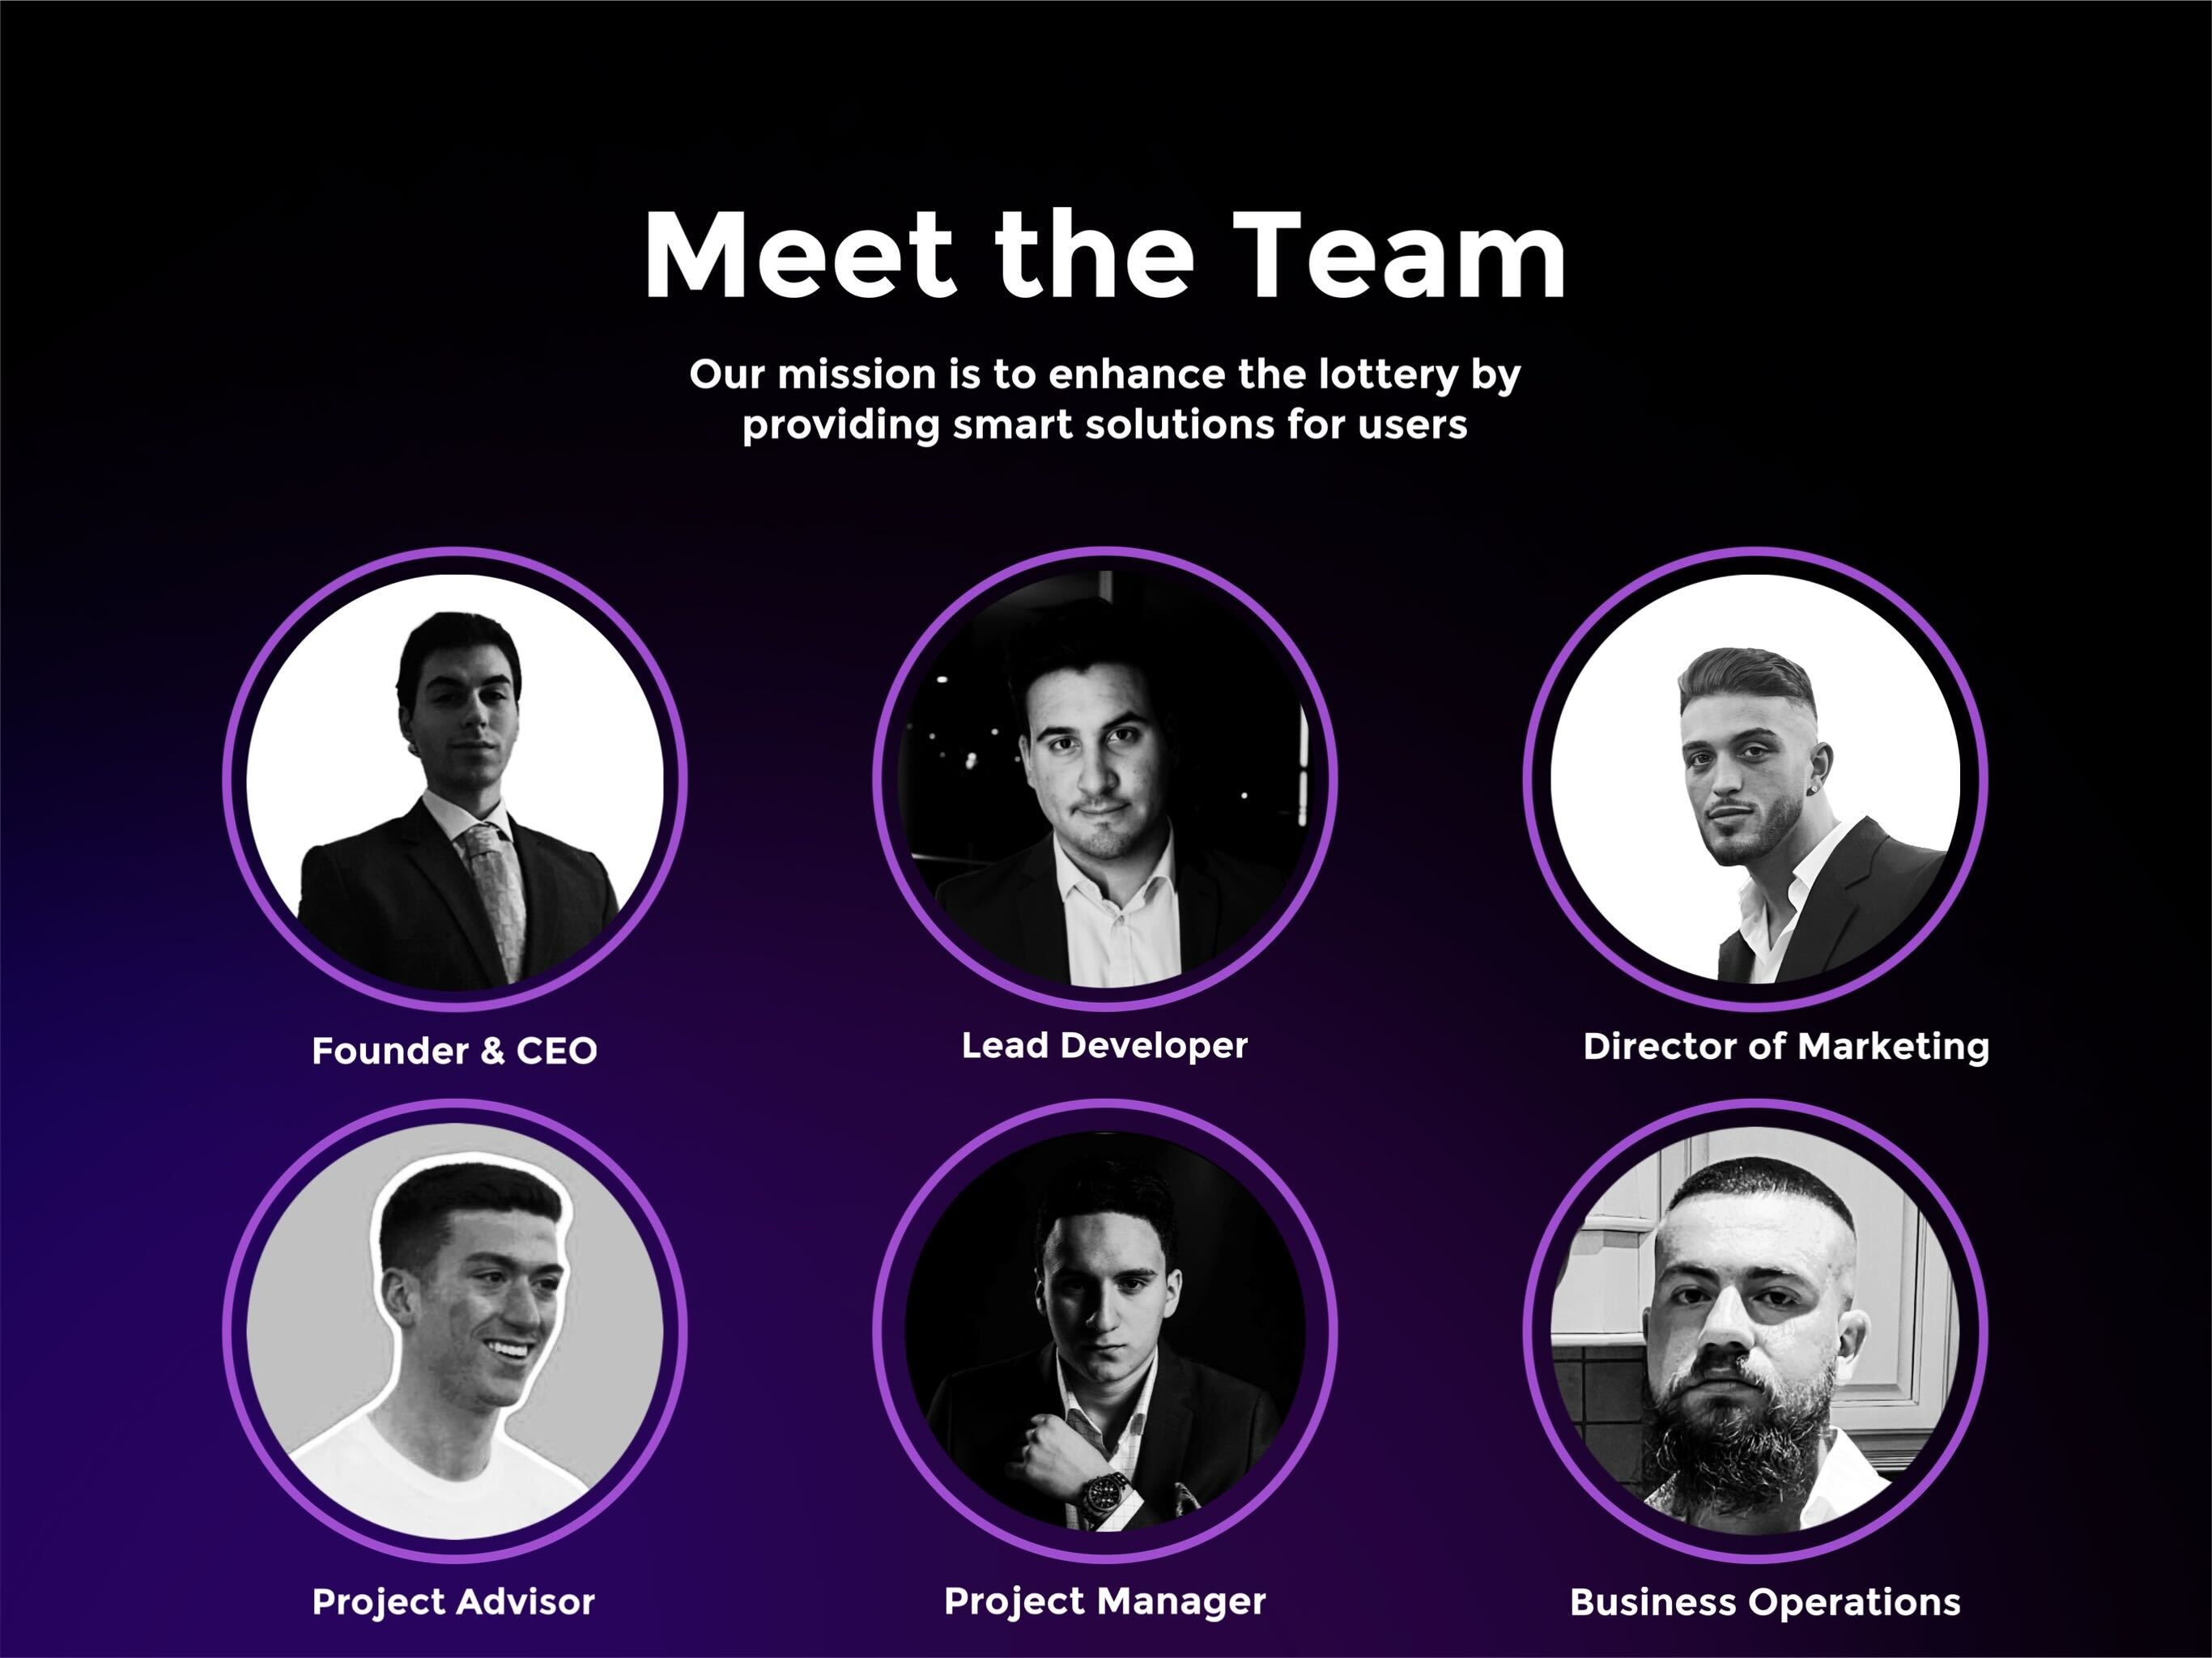 Meet the Team
Our mission is to enhance the lottery by
providing smart solutions for users
Founder & CEO
Lead Developer
Director of Marketing
Project Advisor
Project Manager
Business Operations